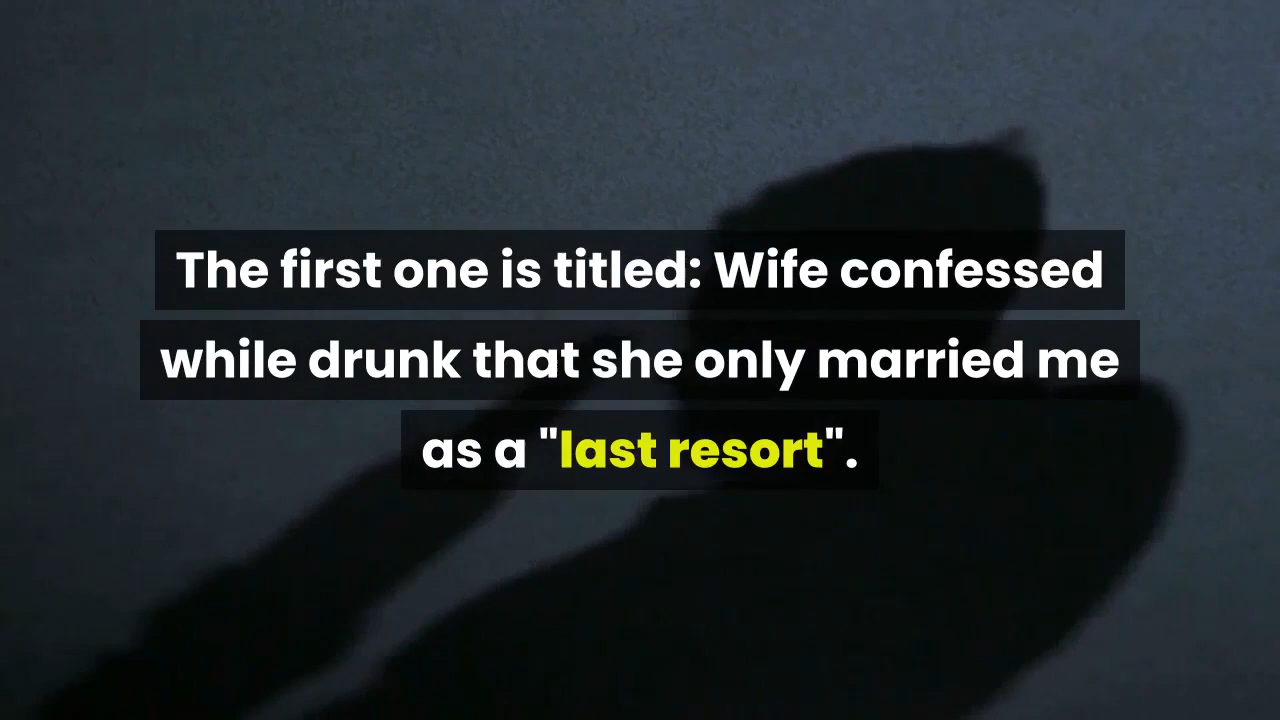 The first one is titled: Wife confessed
while drunk that she only married me
as a "last resort".